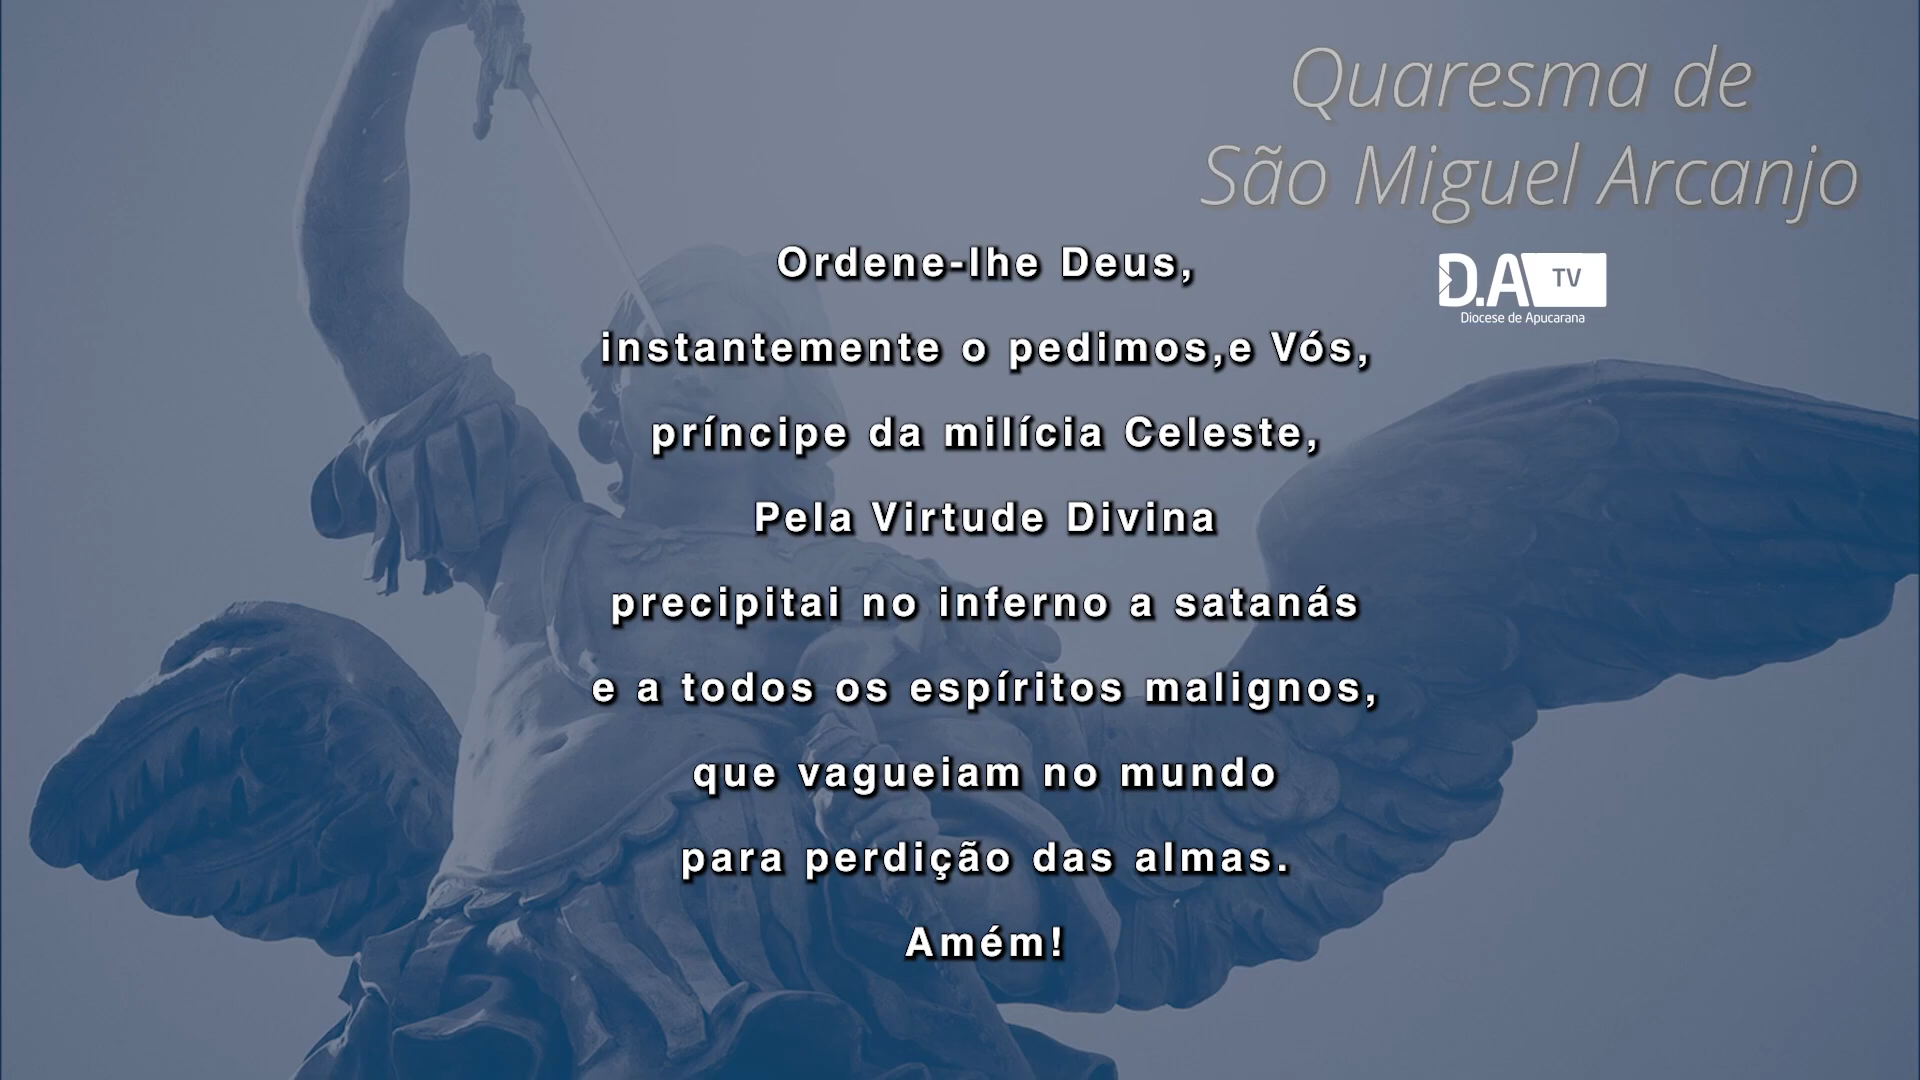 Quaresma de
São Miguel Arcanjo
D.A TV
Diocese de Apucarana
Ordene-lhe Deus,
instantemente o pedimos,e Vós,
príncipe da milícia Celeste,
Pela Virtude Divina
precipitai no inferno a satanás
e a todos os espíritos malignos,
que vagueiam no mundo
para perdição das almas.
Amém!